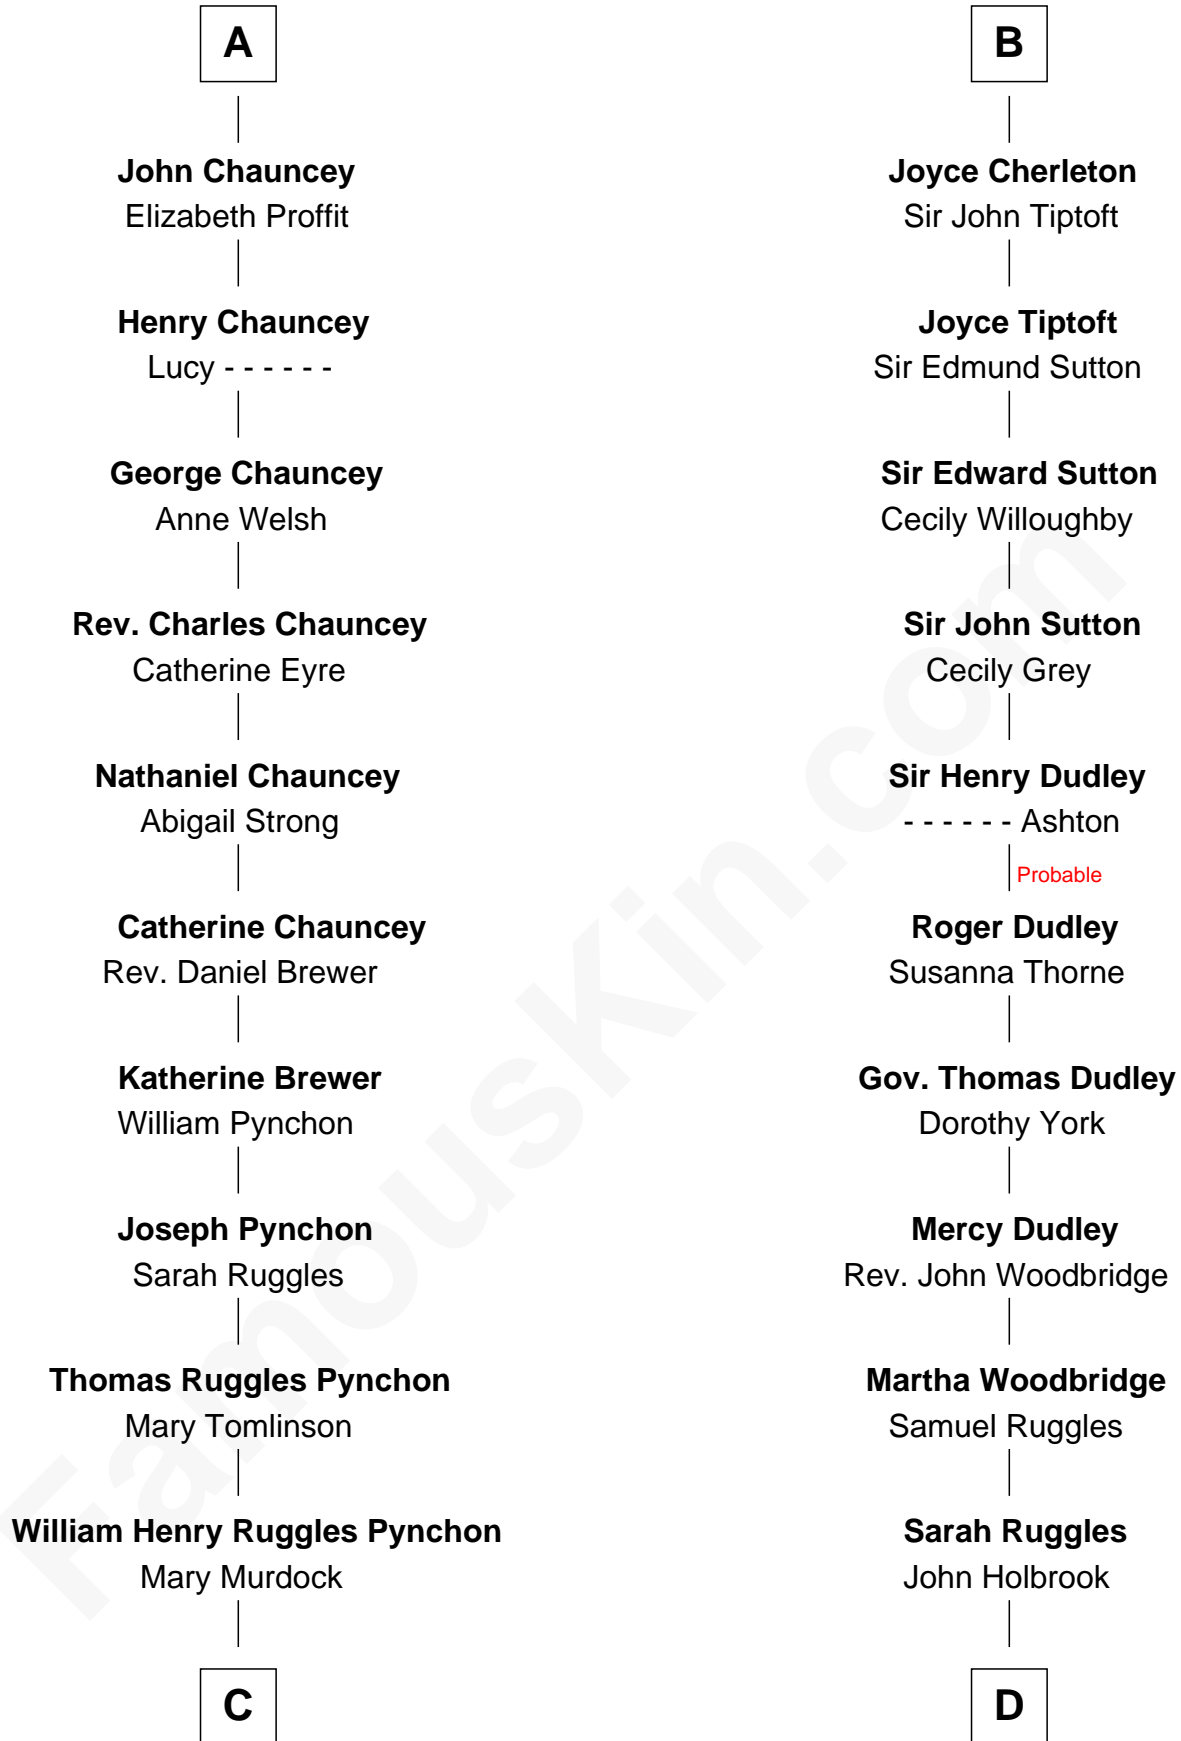 A
John Chauncey
Elizabeth Proffit
Henry Chauncey
Lucy - - - - - -
George Chauncey
Anne Welsh
Rev. Charles Chauncey
Catherine Eyre
Nathaniel Chauncey
Abigail Strong
Catherine Chauncey
Rev. Daniel Brewer
Katherine Brewer
William Pynchon
Joseph Pynchon
Sarah Ruggles
Thomas Ruggles Pynchon
Mary Tomlinson
William Henry Ruggles Pynchon
Mary Murdock
C
B
Joyce Cherleton
Sir John Tiptoft
Joyce Tiptoft
Sir Edmund Sutton
Sir Edward Sutton
Cecily Willoughby
Sir John Sutton
Cecily Grey
Sir Henry Dudley
- - - - - - Ashton
Probable
Roger Dudley
Susanna Thorne
Gov. Thomas Dudley
Dorothy York
Mercy Dudley
Rev. John Woodbridge
Martha Woodbridge
Samuel Ruggles
Sarah Ruggles
John Holbrook
D
FamousKin.com